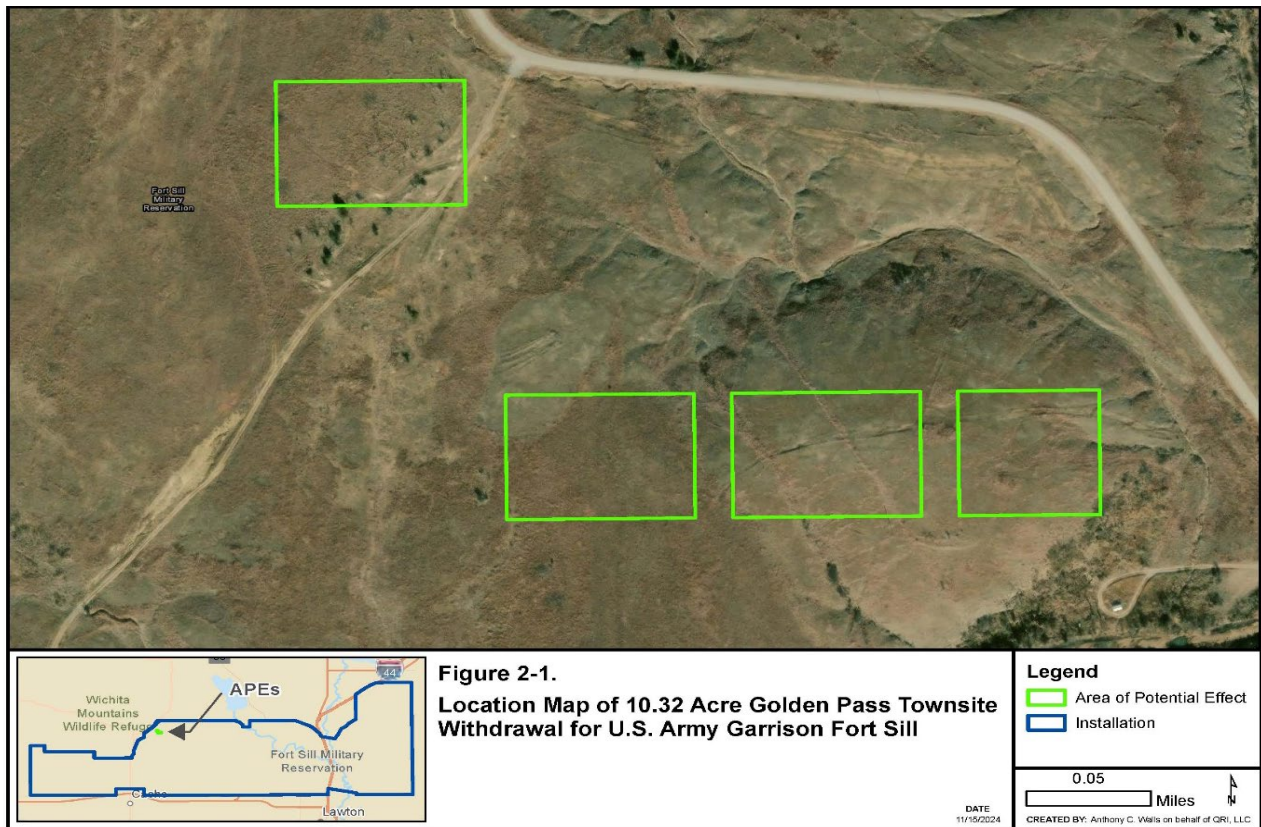 Fort Sill
Military
Reservation
44
APEs
Wichita
Mountains
Wildlife Refug
Fort Sill Military
Reservation
Lawton
Figure 2-1.
Location Map of 10.32 Acre Golden Pass Townsite
Withdrawal for U.S. Army Garrison Fort Sill
DATE
11/15/2024
Legend
Area of Potential Effect
Installation
0.05
Miles
N
CREATED BY: Anthony C. Walls on behalf of QRI, LLC